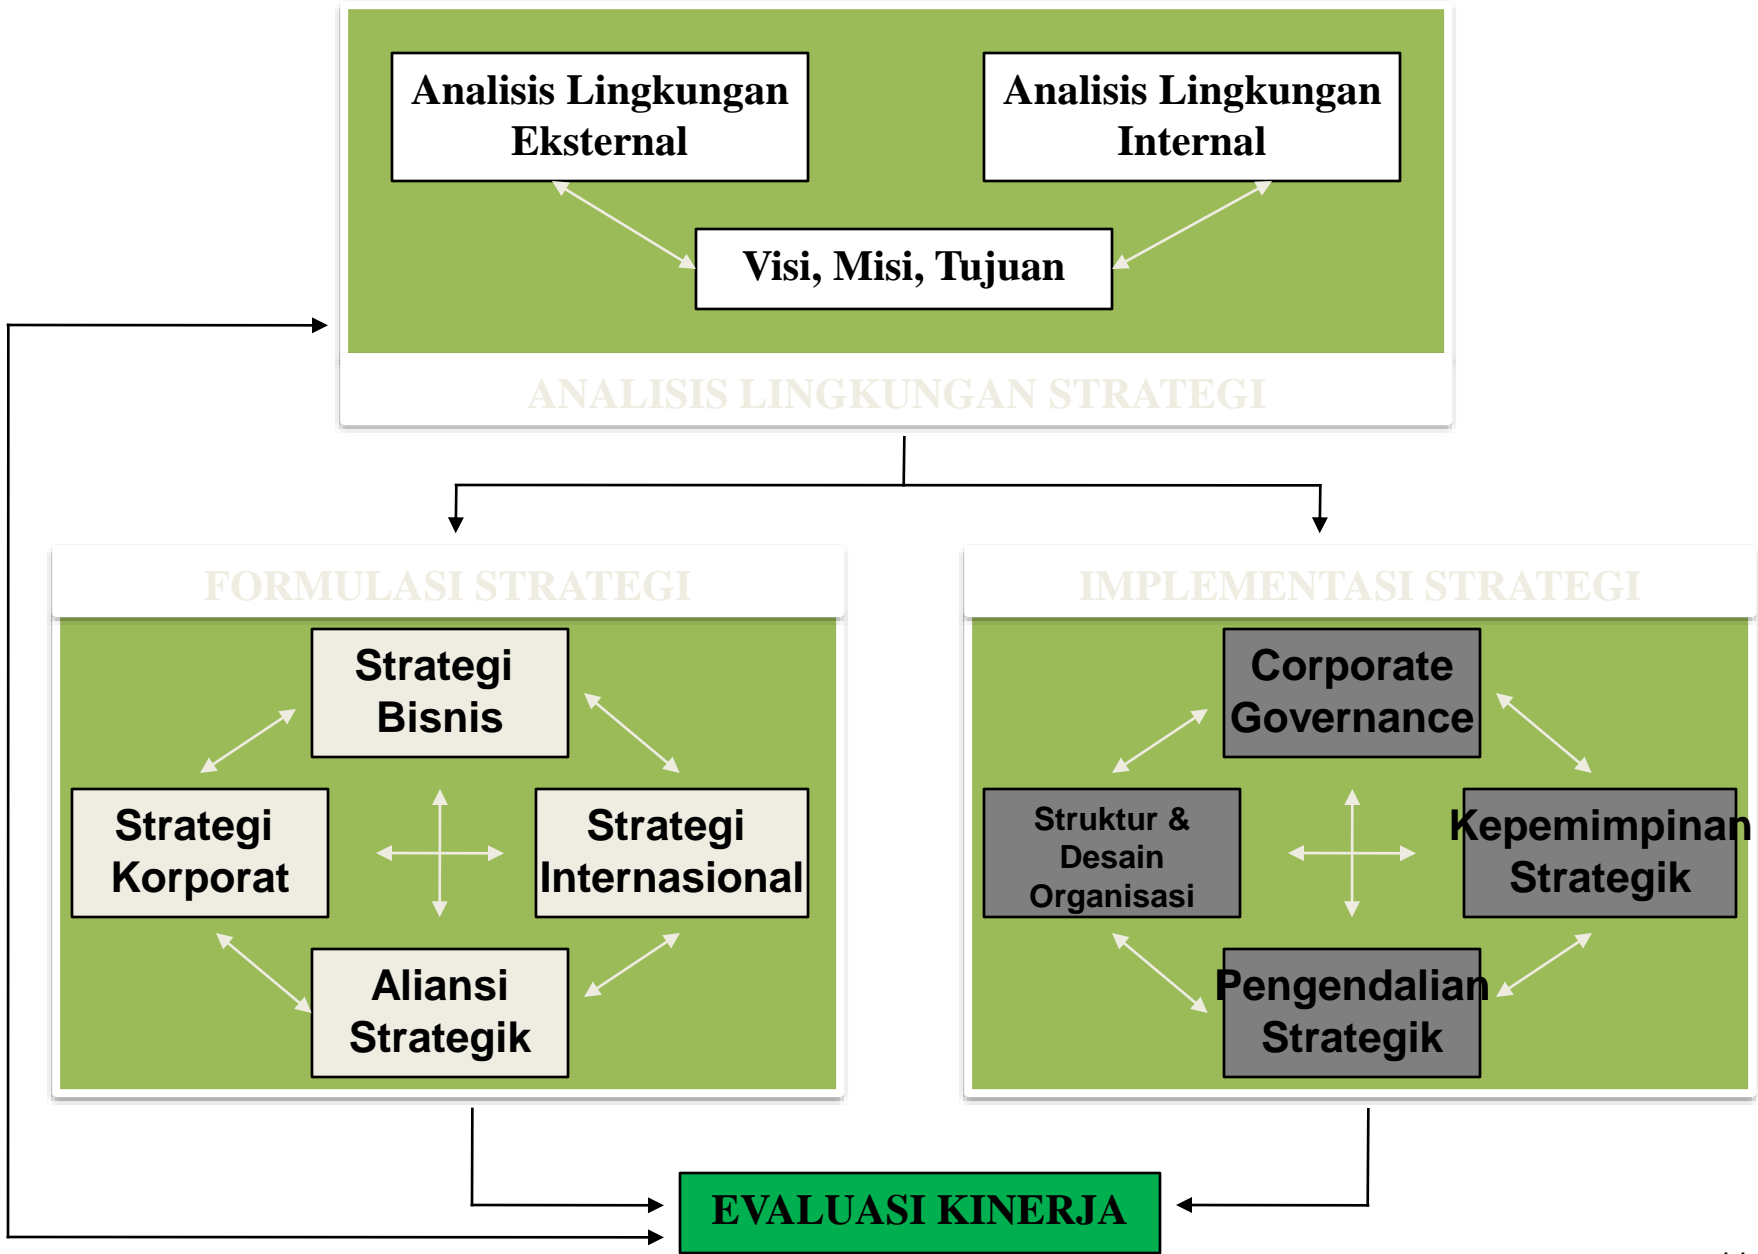 Analisis Lingkungan
Eksternal
Analisis Lingkungan
Internal
Visi, Misi, Tujuan
ANALISIS LINGKUNGAN STRATEGI
FORMULASI STRATEGI
Strategi
Bisnis
Strategi
Korporat
Strategi
Internasional
Aliansi
Strategik
IMPLEMENTASI STRATEGI
Corporate
Governance
Struktur &
Desain
Organisasi
Kepemimpinan
Strategik
Pengendalian
Strategik
EVALUASI KINERJA